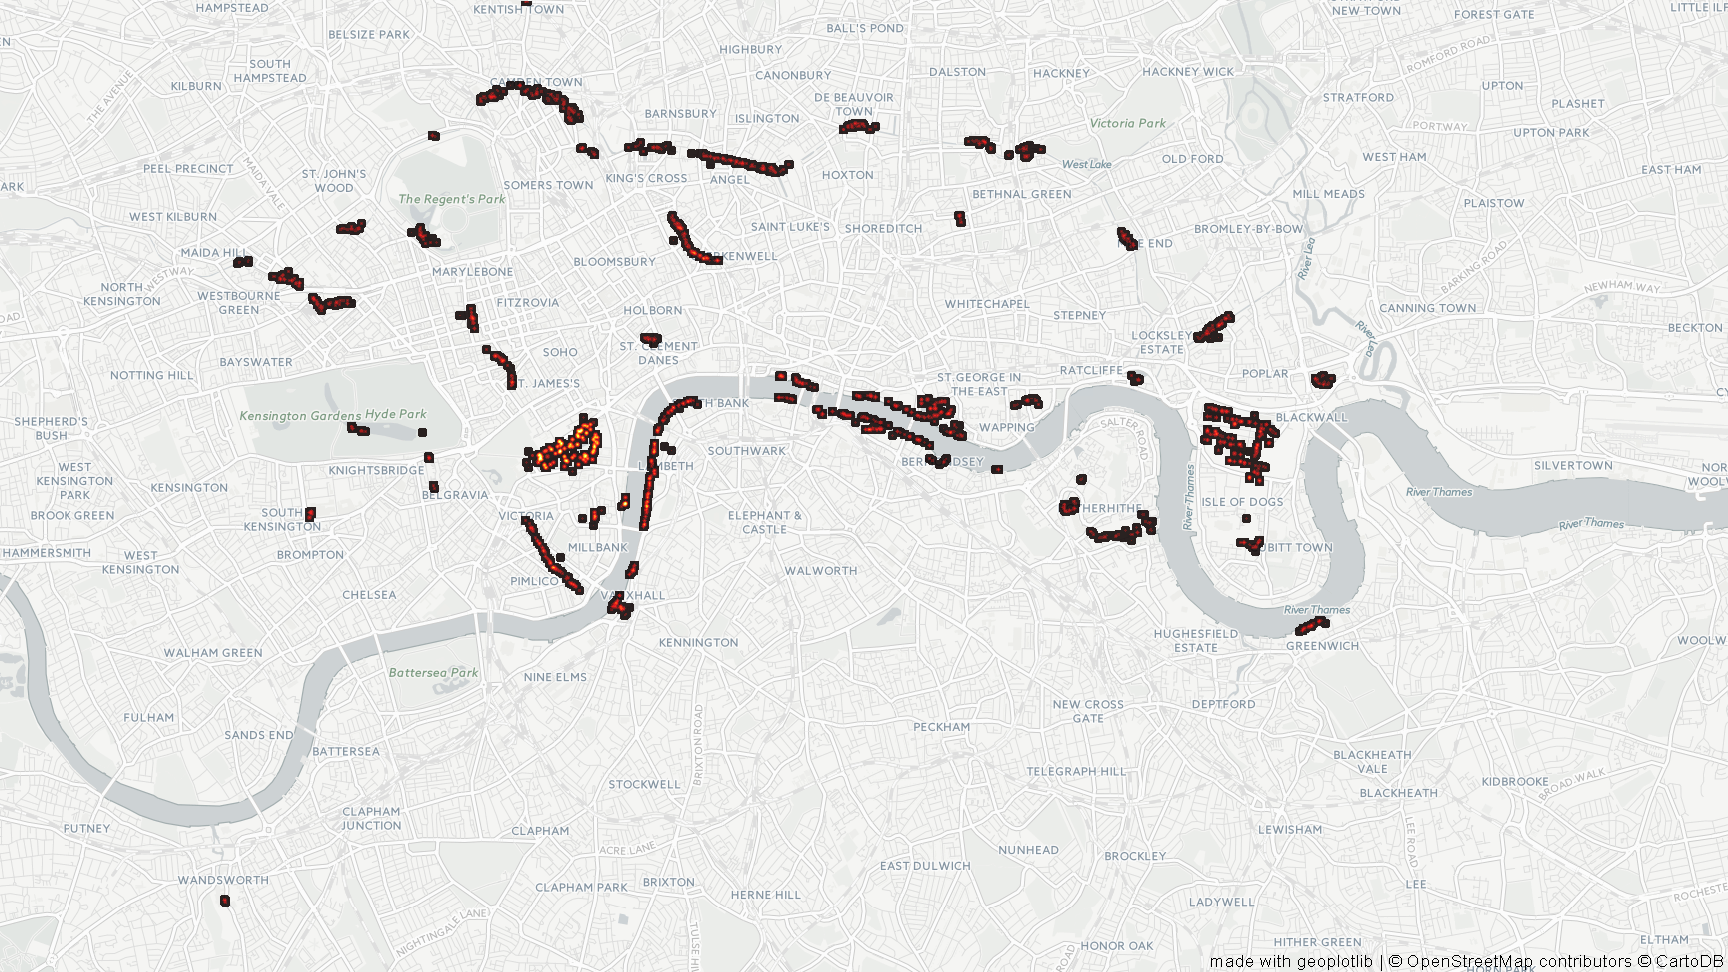 HAMPSTEAD
KENTISH TOWN
STRATFORD
NEW TOWN
FOREST GATE
LITTLE ILF
BELSIZE PARK
BALL'S POND
HIGHBURY
ROMFORD ROAD
SOUTH
HAMPSTEAD
KILBURN
THE AVENUE
CAMDEN TOWN
CANONBURY
DALSTON
HACKNEY
HACKNEY WICK
UPTON
DE BEAUVOIR
TOWN
STRATFORD
PLASHET
BARNSBURY
ISLINGTON
Victoria Park
PORTWAY
UPTON PARK
PEEL PRECINCT
MAIDA VALE
ST. JOHN'S
WOOD
SOMERS TOWN
KING'S CROSS
ANGEL
HOXTON
West Lake
OLD FORD
WEST HAM
EAST HAM
ARK
The Regent's Park
BETHNAL GREEN
MILL MEADS
PLAISTOW
WEST KILBURN
SAINT LUKE'S
SHOREDITCH
BROMLEY-BY-BOW
MAIDA HILL
E END
River Lea
BARKING ROAD
BLOOMSBURY
RKENWELL
WESTWAY
MARYLEBONE
NORTH
KENSINGTON
WESTBOURNE
GREEN
FITZROVIA
HOLBORN
WHITECHAPEL
STEPNEY
CANNING TOWN
NEWHAM WAY
ROAD
BECKTON
LOCKSLEY
ESTATE
River Lea
SOHO
ST. CLEMENT
DANES
BAYSWATER
NOTTING HILL
ST.GEORGE IN
THE EAST
RATCLIFFE
POPLAR
ST. JAMES'S
SHEPHERD'S
BUSH
Kensington Gardens
Hyde Park
TH BANK
WAPPING
SALTER ROAD
BLACKWALL
SOUTHWARK
KNIGHTSBRIDGE
BERMONDSEY
SILVERTOWN
WEST
KENSINGTON
PARK
KENSINGTON
BELGRAVIA
River Thames
River Thames
NOR
WOOLW
BROOK GREEN
SOUTH
KENSINGTON
VICTORIA
ELEPHANT &
CASTLE
HERHITHE
ISLE OF DOGS
River Thames
HAMMERSMITH
WEST
KENSINGTON
BROMPTON
MILLBANK
UBITT TOWN
PIMLICO
WALWORTH
CHELSEA
River Thames
KENNINGTON
HUGHESFIELD
ESTATE
GREENWICH
WOOLW
WALHAM GREEN
Battersea Park
NINE ELMS
NEW CROSS
GATE
DEPTFORD
FULHAM
SANDS END
BATTERSEA
BRIXTON ROAD
PECKHAM
BLACKHEATH
VALE
TELEGRAPH HILL
KIDBROOKE
BROAD WALK
STOCKWELL
BLACKHEATH
CLAPHAM
JUNCTION
CLAPHAM
LEE ROAD
LEWISHAM
ACRE LANE
NUNHEAD
BROCKLEY
EAST DULWICH
WANDSWORTH
CLAPHAM PARK
BRIXTON
HERNE HILL
LEE
ROCHESTE
LADYWELL
NIGHTINGALE LANE
TULSE HI
HONOR OAK
HITHER GREEN
ELTHAM
made with geoplotlib | © OpenStreetMap contributors © CartoDB